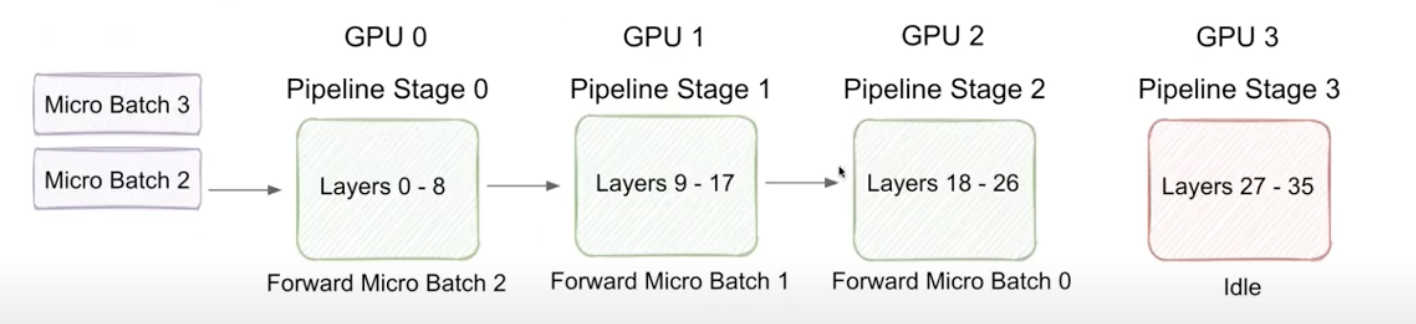 GPU 0
GPU 1
GPU 2
GPU 3
Pipeline Stage 0
Pipeline Stage 1
Pipeline Stage 2
Pipeline Stage 3
Micro Batch 3
Micro Batch 2
Layers 0 - 8
Layers 9 - 17
Layers 18 - 26
Layers 27 - 35
Forward Micro Batch 2
Forward Micro Batch 1
Forward Micro Batch 0
Idle